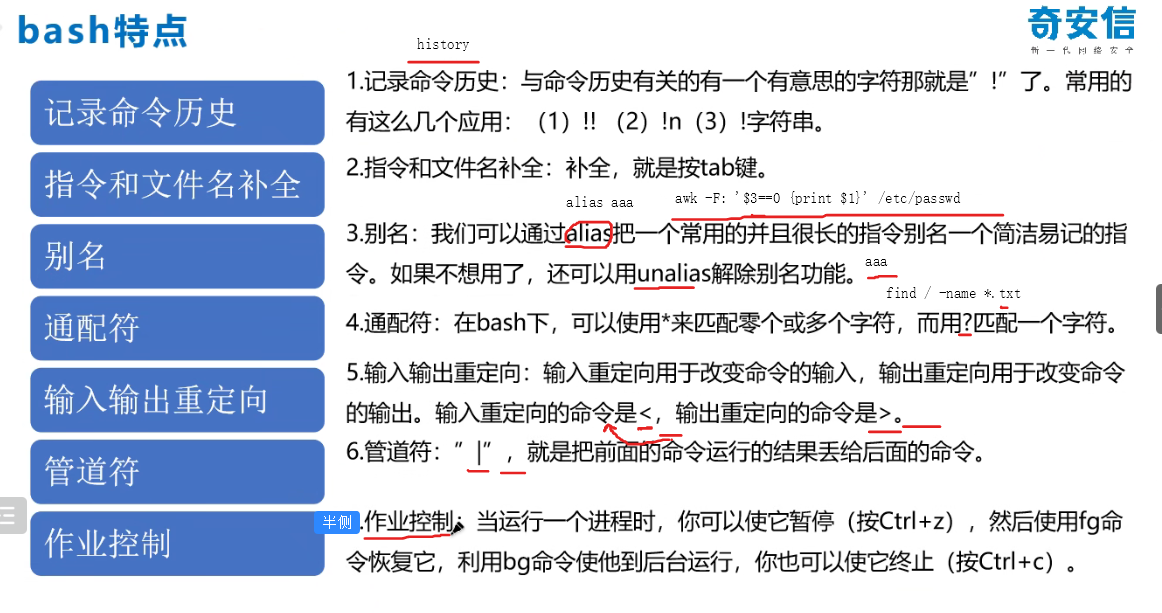 bash特点
奇安信
新一代网络安全
history
记录命令历史
指令和文件名补全
别名
通配符
输入输出重定向
管道符
作业控制
1.记录命令历史：与命令历史有关的有一个有意思的字符那就是”!”了。常用的
有这么几个应用：（1）!! （2）!n（3）!字符串。
2.指令和文件名补全：补全，就是按tab键。
alias aaa
awk -F: '$3==0 {print $1}' /etc/passwd
3.别名：我们可以通过alias把一个常用的并且很长的指令别名一个简洁易记的指
令。如果不想用了，还可以用unalias解除别名功能。
aaa
find / -name *.txt
4.通配符：在bash下，可以使用*来匹配零个或多个字符，而用?匹配一个字符。
5.输入输出重定向：输入重定向用于改变命令的输入，输出重定向用于改变命令
的输出。输入重定向的命令是<，输出重定向的命令是>。
6.管道符：”|”，就是把前面的命令运行的结果丢给后面的命令。
半侧
.作业控制：当运行一个进程时，你可以使它暂停（按Ctrl+z），然后使用fg命
令恢复它，利用bg命令使他到后台运行，你也可以使它终止（按Ctrl+c）。